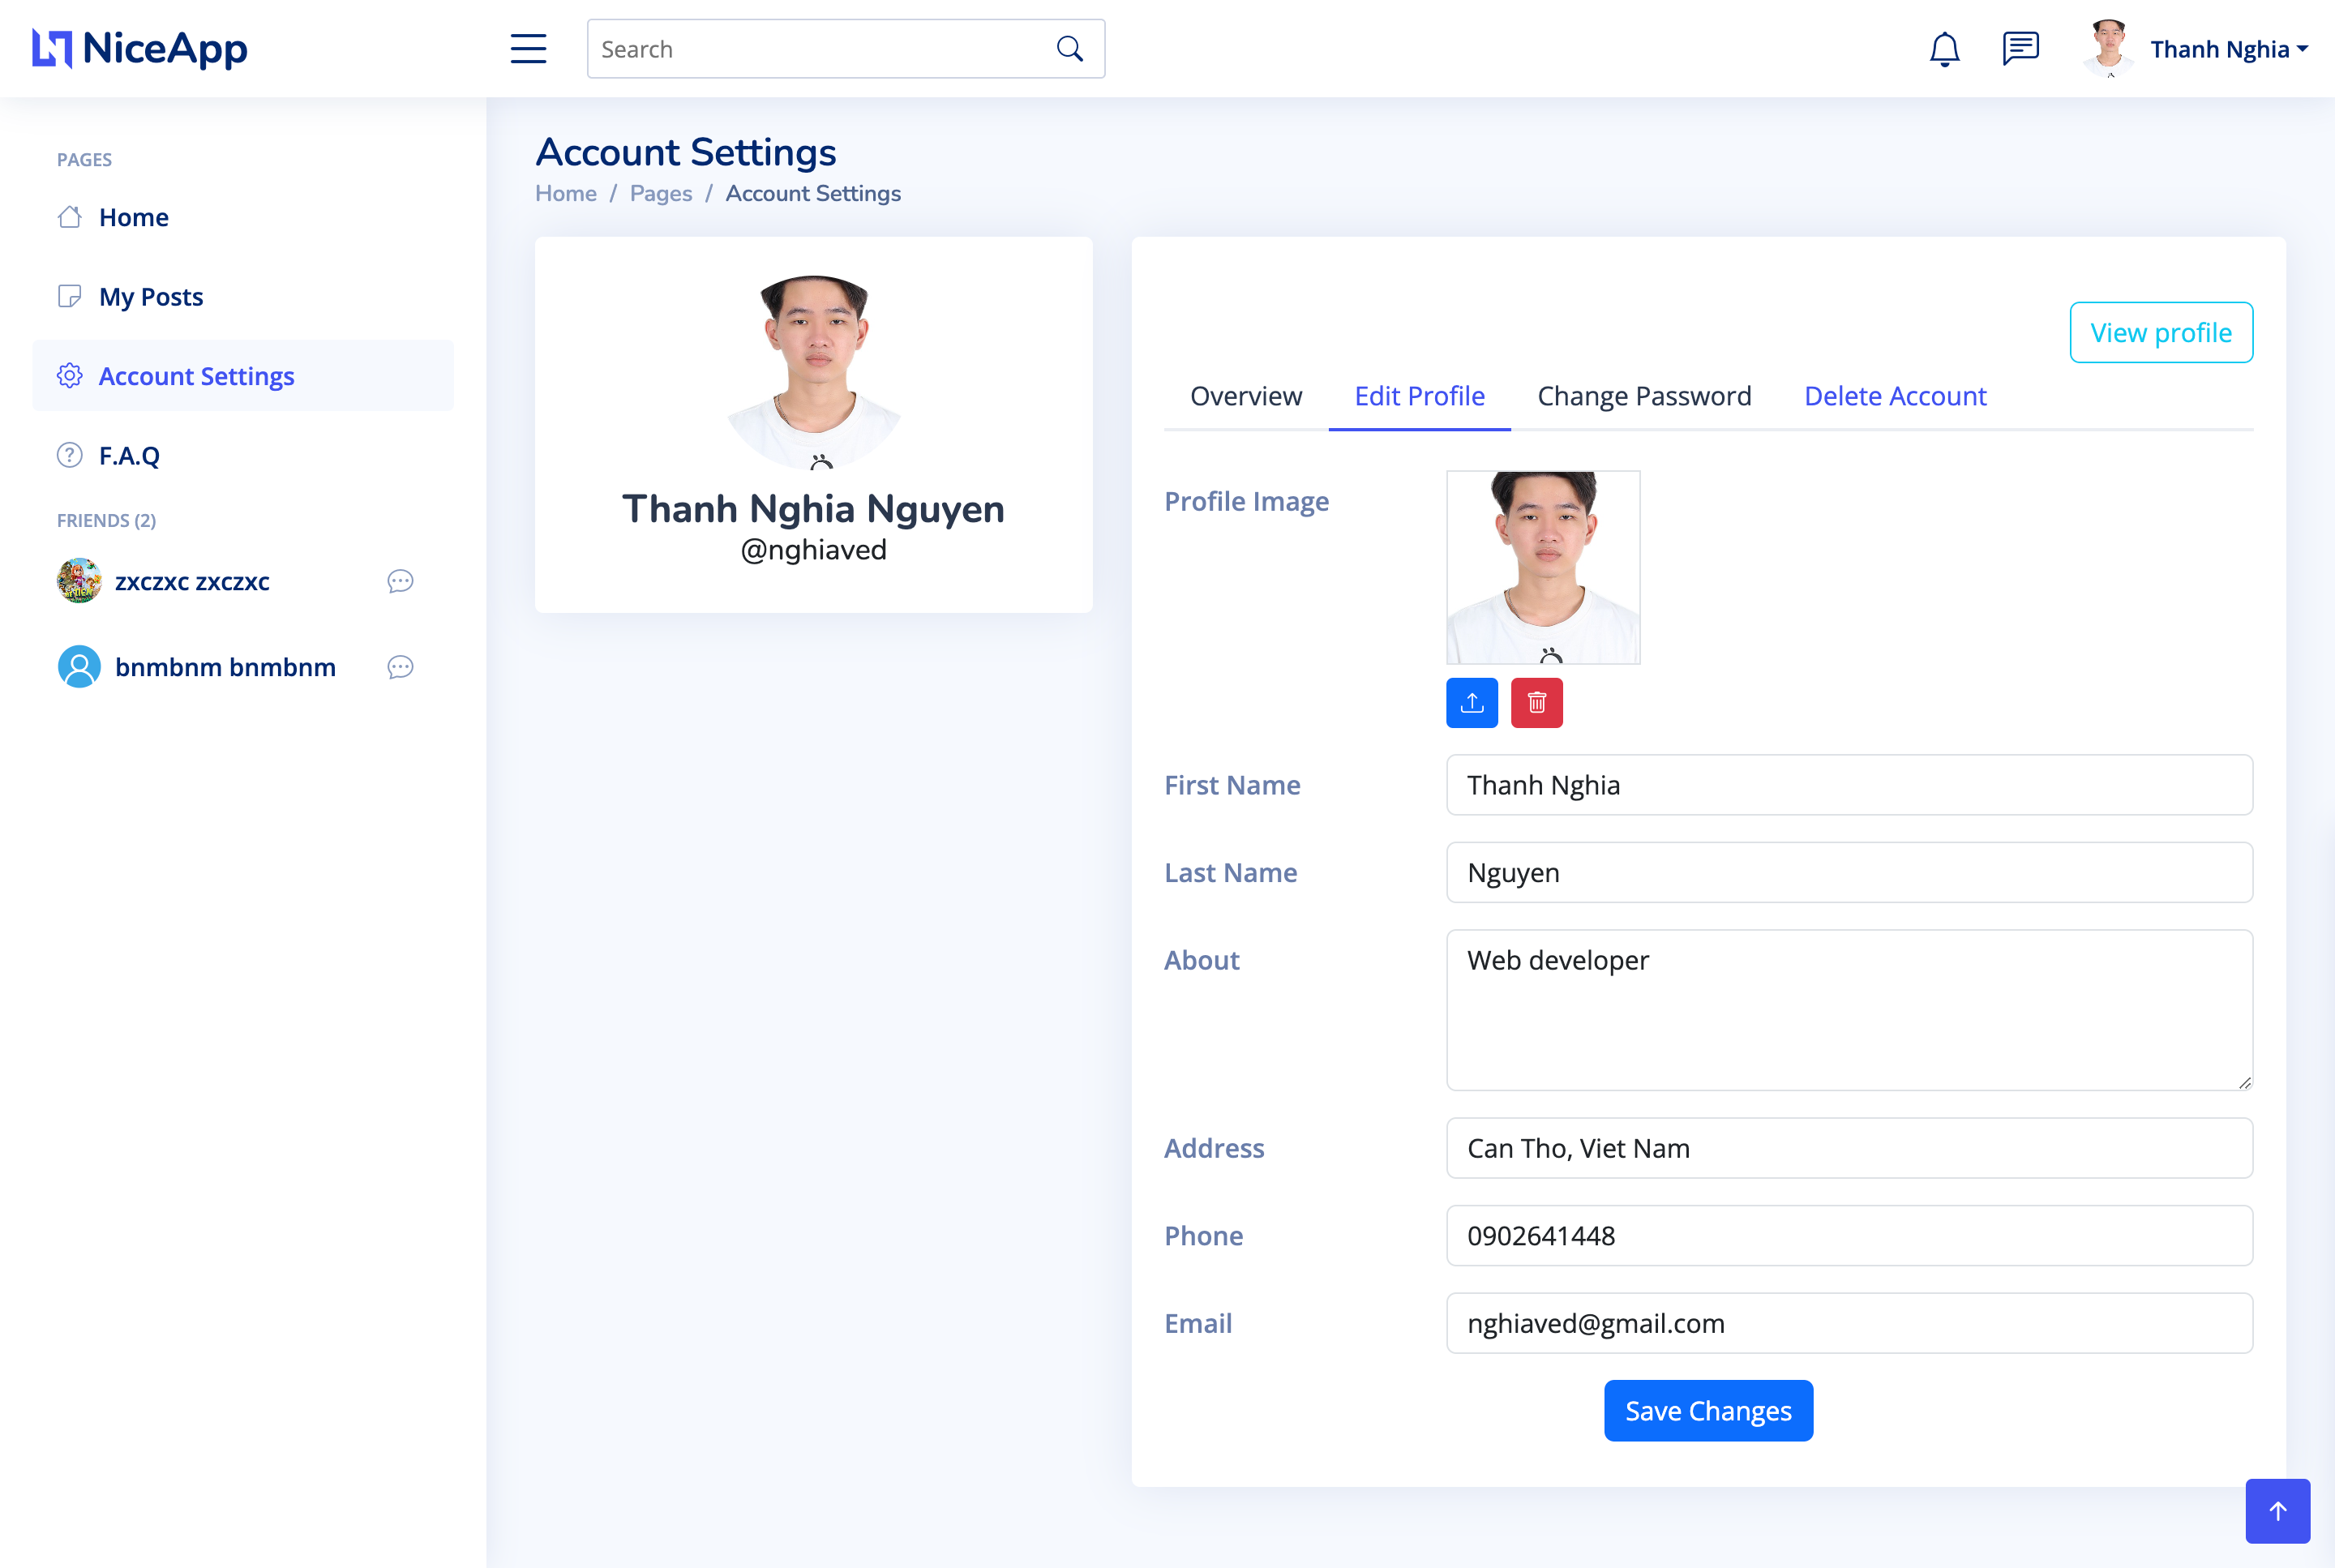 NiceApp
Search
Thanh Nghia
PAGES
Home
My Posts
Account Settings
F.A.Q
FRIENDS (2)
zxczxc zxczxc
bnmbnm bnmbnm
Account Settings
Home / Pages / Account Settings
Thanh Nghia Nguyen
@nghiaved
View profile
Overview Edit Profile Change Password Delete Account
Profile Image
First Name Thanh Nghia
Last Name Nguyen
About Web developer
Address Can Tho, Viet Nam
Phone 0902641448
Email nghiaved@gmail.com
Save Changes